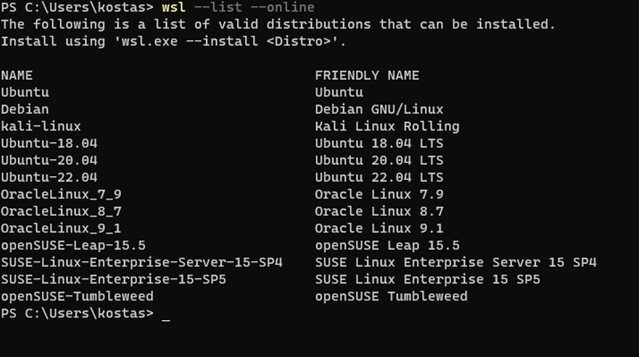 PS C:\Users\kostas> wsl --list --online
The following is a list of valid distributions that can be installed.
Install using 'wsl.exe --install <Distro>'.
NAME FRIENDLY NAME
Ubuntu Ubuntu
Debian Debian GNU/Linux
kali-linux Kali Linux Rolling
Ubuntu-18.04 Ubuntu 18.04 LTS
Ubuntu-20.04 Ubuntu 20.04 LTS
Ubuntu-22.04 Ubuntu 22.04 LTS
OracleLinux_7_9 Oracle Linux 7.9
OracleLinux_8_7 Oracle Linux 8.7
OracleLinux_9_1 Oracle Linux 9.1
openSUSE-Leap-15.5 openSUSE Leap 15.5
SUSE-Linux-Enterprise-Server-15-SP4 SUSE Linux Enterprise Server 15 SP4
SUSE-Linux-Enterprise-15-SP5 SUSE Linux Enterprise 15 SP5
openSUSE-Tumbleweed openSUSE Tumbleweed
PS C:\Users\kostas> _